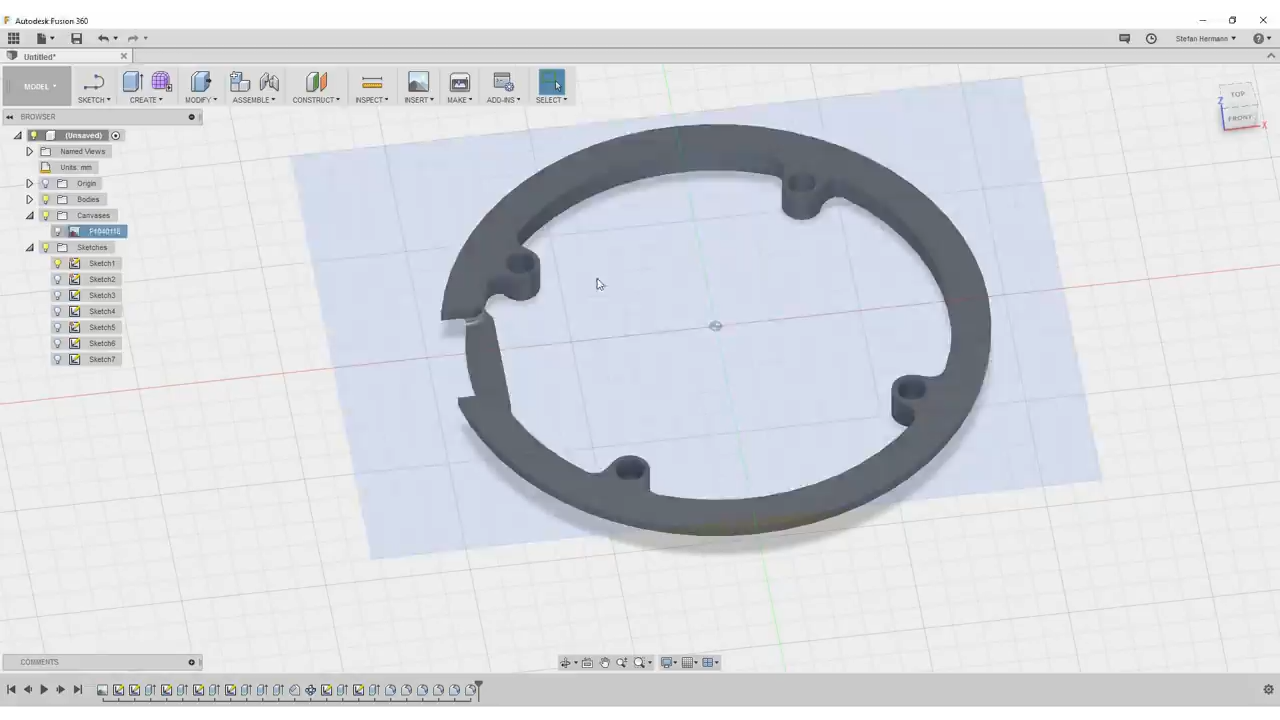 Autodesk Fusion 360
Stefan Hermann
Untitled*
MODEL
SKETCH
CREATE
MODIFY
ASSEMBLE
CONSTRUCT
INSPECT
INSERT
MAKE
ADD-INS
SELECT
TOP
FRONT
Z
X
BROWSER
(Unsaved)
Named Views
Units: mm
Origin
Bodies
Canvases
Sketches
Sketch1
Sketch2
Sketch3
Sketch4
Sketch5
Sketch6
Sketch7
COMMENTS